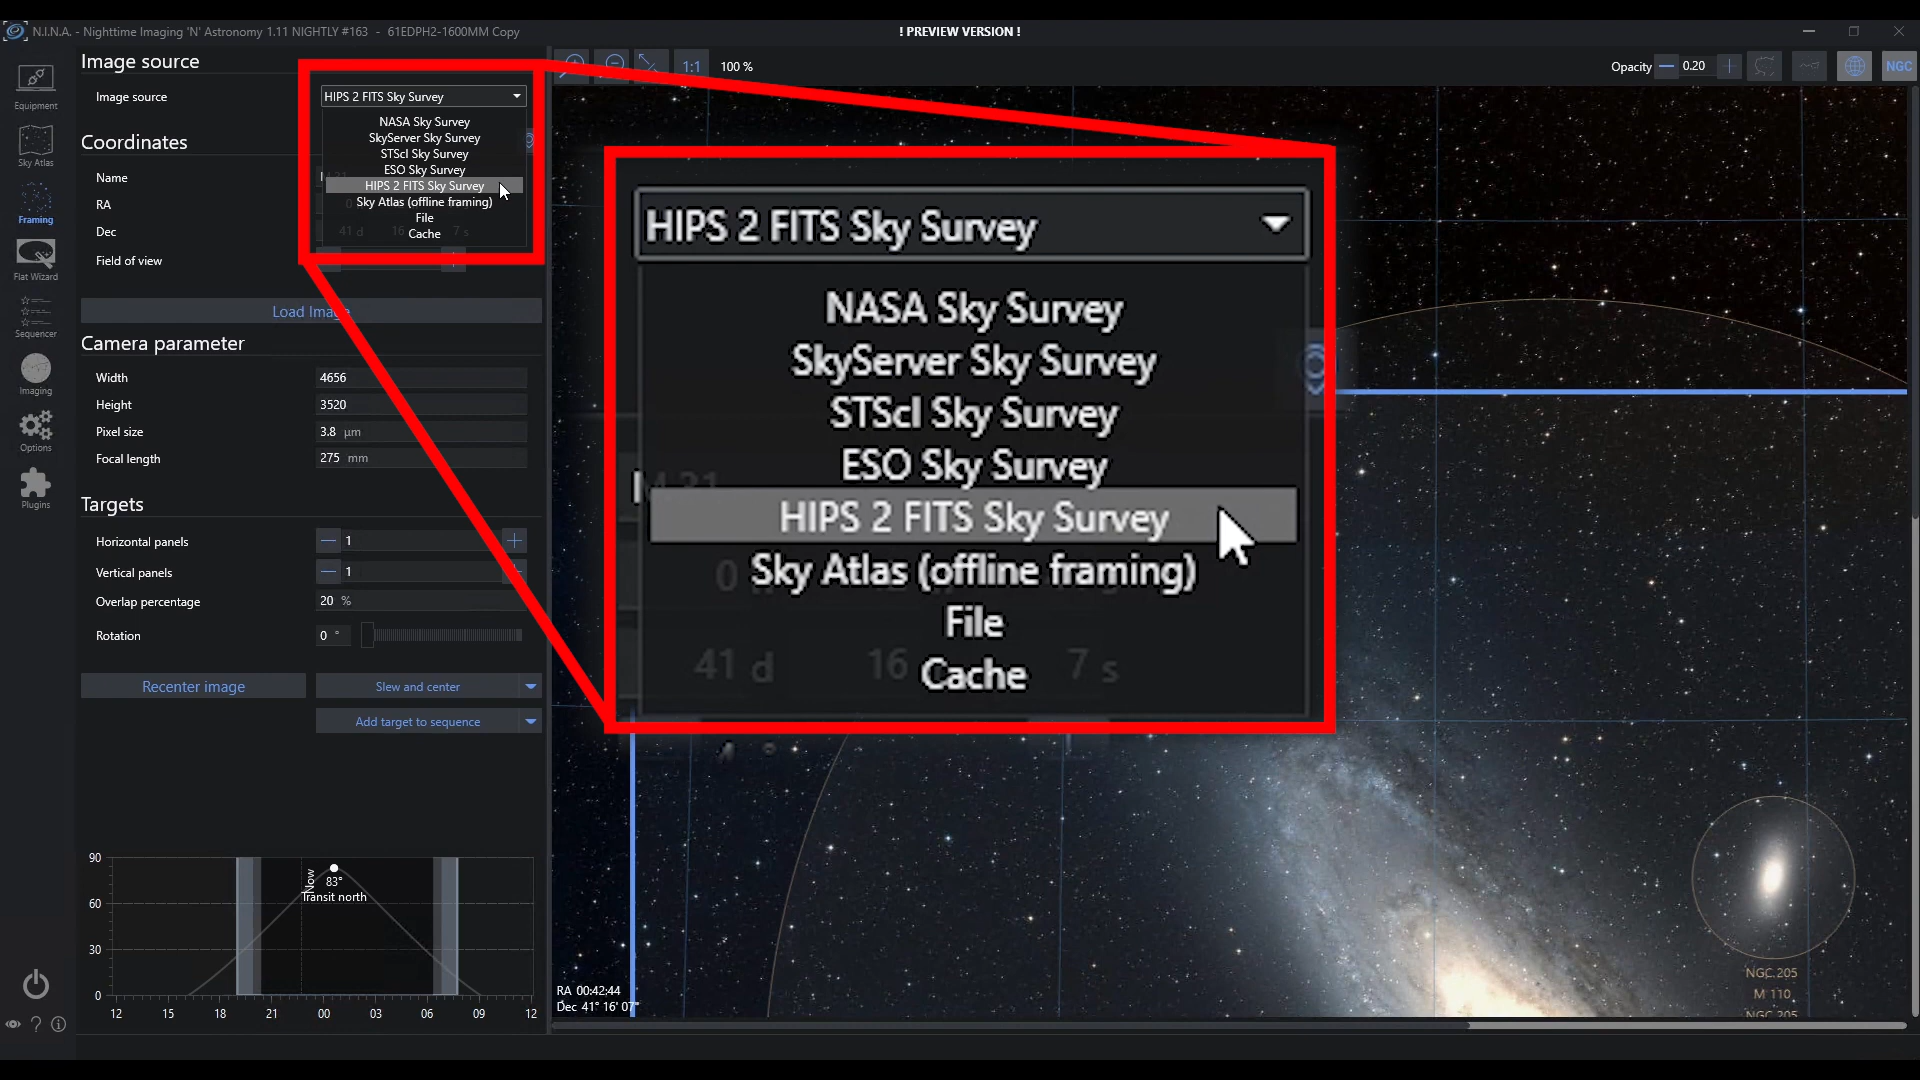 N.I.N.A. - Nighttime Imaging 'N' Astronomy 1.11 NIGHTLY #163 - 61EDPH2-1600MM Copy
! PREVIEW VERSION !
Equipment
Sky Atlas
Framing
Flat Wizard
Sequencer
Imaging
Options
Plugins
Image source
Image source
HIPS 2 FITS Sky Survey
NASA Sky Survey
SkyServer Sky Survey
STScI Sky Survey
ESO Sky Survey
HIPS 2 FITS Sky Survey
Sky Atlas (offline framing)
File
Cache
Coordinates
Name
RA
Dec
41 d 16 7 s
Field of view
Load Image
Camera parameter
Width 4656
Height 3520
Pixel size 3.8 µm
Focal length 275 mm
Targets
Horizontal panels 1
Vertical panels 1
Overlap percentage 20 %
Rotation 0 °
Recenter image
Slew and center
Add target to sequence
90
60
30
0
Now
83°
Transit north
12 15 18 21 00 03 06 09 12
1:1 100 %
Opacity 0.20
NGC
HIPS 2 FITS Sky Survey
NASA Sky Survey
SkyServer Sky Survey
STScI Sky Survey
ESO Sky Survey
M 31
HIPS 2 FITS Sky Survey
0
Sky Atlas (offline framing)
File
41 d 16 7 s
Cache
RA 00:42:44
Dec 41° 16' 07"
NGC 205
M 110
NGC 205